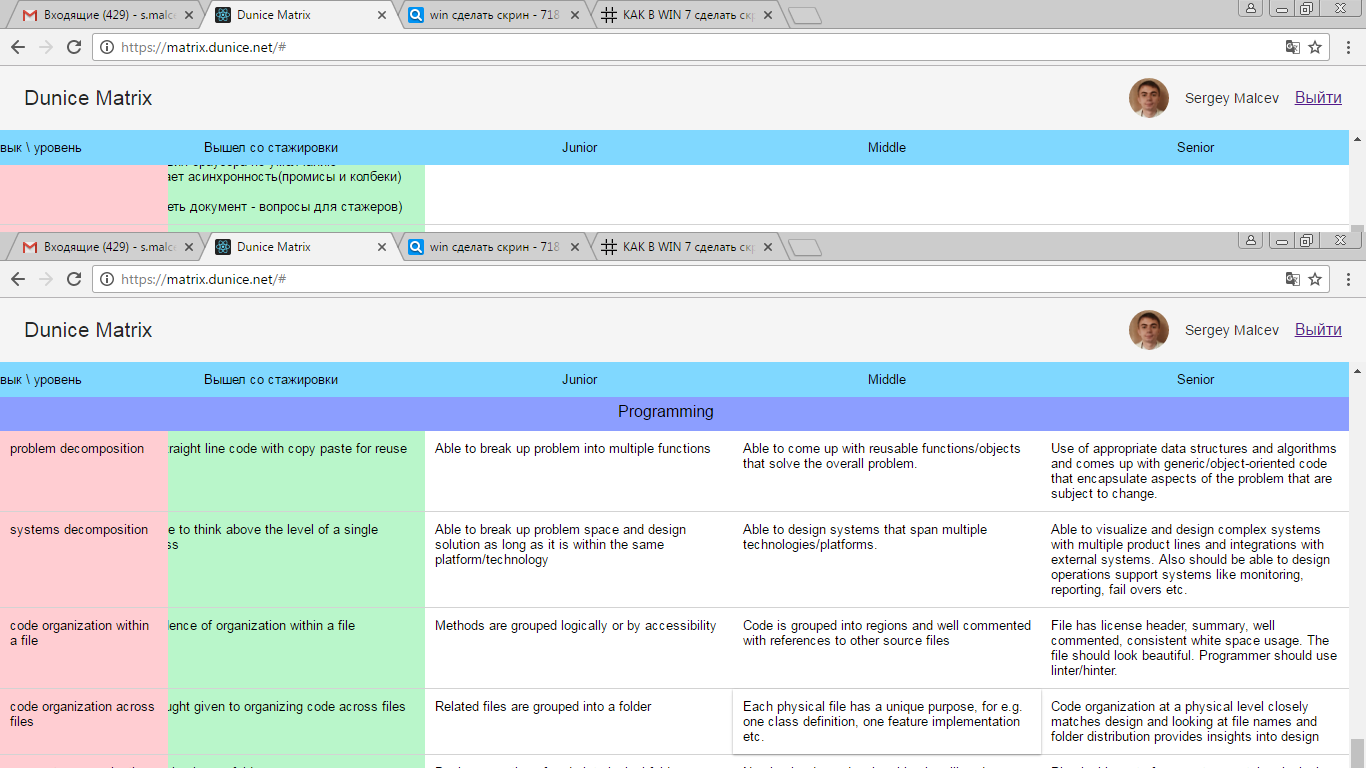 Входящие (429) - s.malce
Dunice Matrix
win сделать скрин - 718
КАК В WIN 7 сделать скр
https://matrix.dunice.net/#
Dunice Matrix
Sergey Malcev
Выйти
вык \ уровень
Вышел со стажировки
Junior
Middle
Senior
ает асинхронность(промисы и колбеки)
еть документ - вопросы для стажеров)
Входящие (429) - s.malce
Dunice Matrix
win сделать скрин - 718
КАК В WIN 7 сделать скр
https://matrix.dunice.net/#
Dunice Matrix
Sergey Malcev
Выйти
вык \ уровень
Вышел со стажировки
Junior
Middle
Senior
Programming
problem decomposition
raight line code with copy paste for reuse
Able to break up problem into multiple functions
Able to come up with reusable functions/objects
that solve the overall problem.
Use of appropriate data structures and algorithms
and comes up with generic/object-oriented code
that encapsulate aspects of the problem that are
subject to change.
systems decomposition
e to think above the level of a single
ss
Able to break up problem space and design
solution as long as it is within the same
platform/technology
Able to design systems that span multiple
technologies/platforms.
Able to visualize and design complex systems
with multiple product lines and integrations with
external systems. Also should be able to design
operations support systems like monitoring,
reporting, fail overs etc.
code organization within
a file
lence of organization within a file
Methods are grouped logically or by accessibility
Code is grouped into regions and well commented
with references to other source files
File has license header, summary, well
commented, consistent white space usage. The
file should look beautiful. Programmer should use
linter/hinter.
code organization across
files
ught given to organizing code across files
Related files are grouped into a folder
Each physical file has a unique purpose, for e.g.
one class definition, one feature implementation
etc.
Code organization at a physical level closely
matches design and looking at file names and
folder distribution provides insights into design